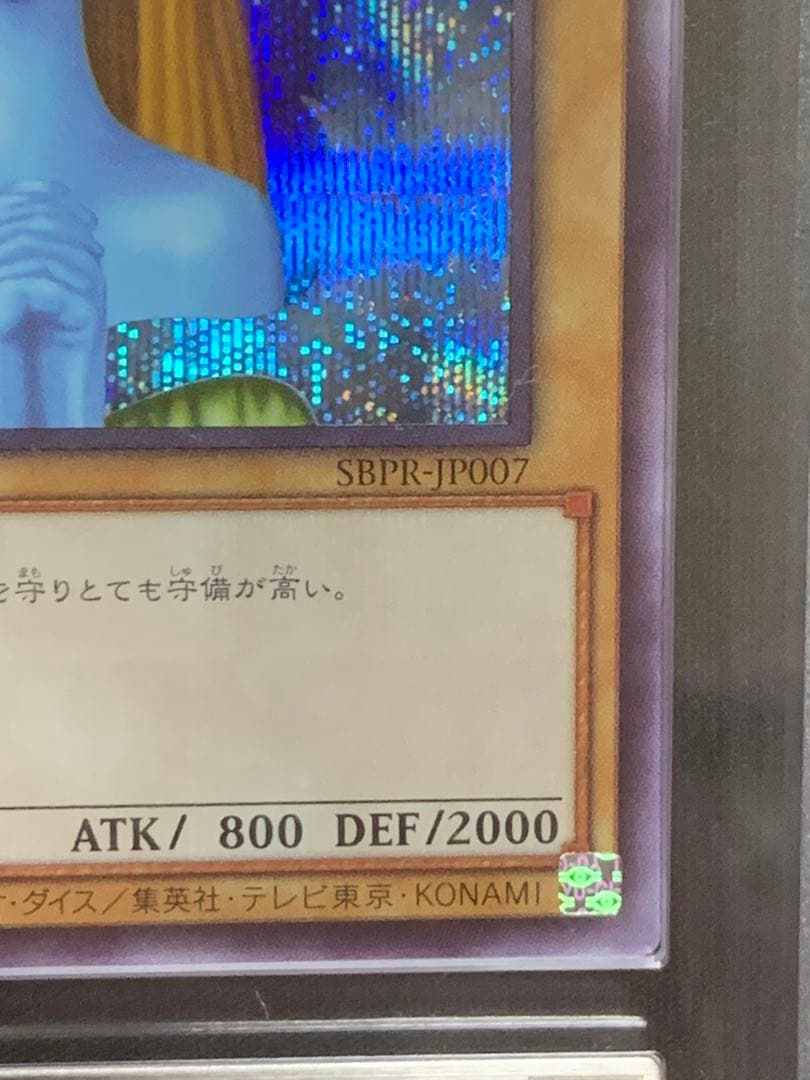 SBPR-JP007
を守りとても守備が高い。
ATK/ 800 DEF/2000
・ダイス／集英社・テレビ東京・KONAMI